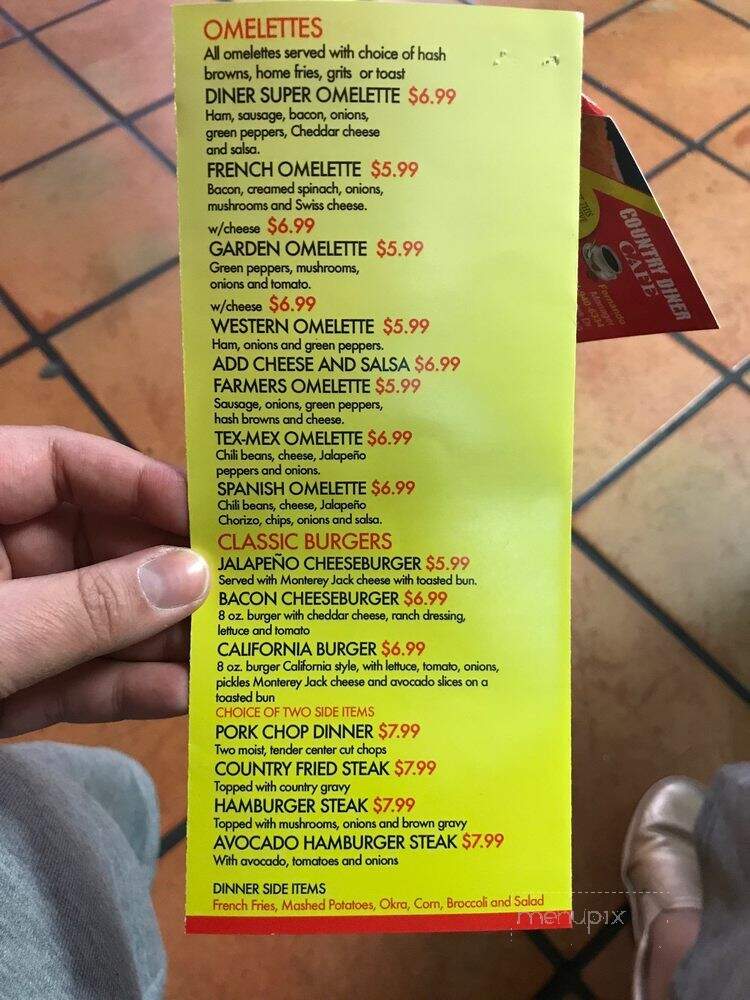 OMELETTES
All omelettes served with choice of hash
browns, home fries, grits or toast
DINER SUPER OMELETTE $6.99
Ham, sausage, bacon, onions,
green peppers, Cheddar cheese
and salsa.
FRENCH OMELETTE $5.99
Bacon, creamed spinach, onions,
mushrooms and Swiss cheese.
w/cheese $6.99
GARDEN OMELETTE $5.99
Green peppers, mushrooms,
onions and tomato.
w/cheese $6.99
WESTERN OMELETTE $5.99
Ham, onions and green peppers.
ADD CHEESE AND SALSA $6.99
FARMERS OMELETTE $5.99
Sausage, onions, green peppers,
hash browns and cheese.
TEX-MEX OMELETTE $6.99
Chili beans, cheese, Jalapeño
peppers and onions.
SPANISH OMELETTE $6.99
Chili beans, cheese, Jalapeño
Chorizo, chips, onions and salsa.
CLASSIC BURGERS
JALAPEÑO CHEESEBURGER $5.99
Served with Monterey Jack cheese with toasted bun.
BACON CHEESEBURGER $6.99
8 oz. burger with cheddar cheese, ranch dressing,
lettuce and tomato
CALIFORNIA BURGER $6.99
8 oz. burger California style, with lettuce, tomato, onions,
pickles Monterey Jack cheese and avocado slices on a
toasted bun
CHOICE OF TWO SIDE ITEMS
PORK CHOP DINNER $7.99
Two moist, tender center cut chops
COUNTRY FRIED STEAK $7.99
Topped with country gravy
HAMBURGER STEAK $7.99
Topped with mushrooms, onions and brown gravy
AVOCADO HAMBURGER STEAK $7.99
With avocado, tomatoes and onions
DINNER SIDE ITEMS
French Fries, Mashed Potatoes, Okra, Corn, Broccoli and Salad
COUNTRY DINER
CAFE
Fernando
Manager
menupix